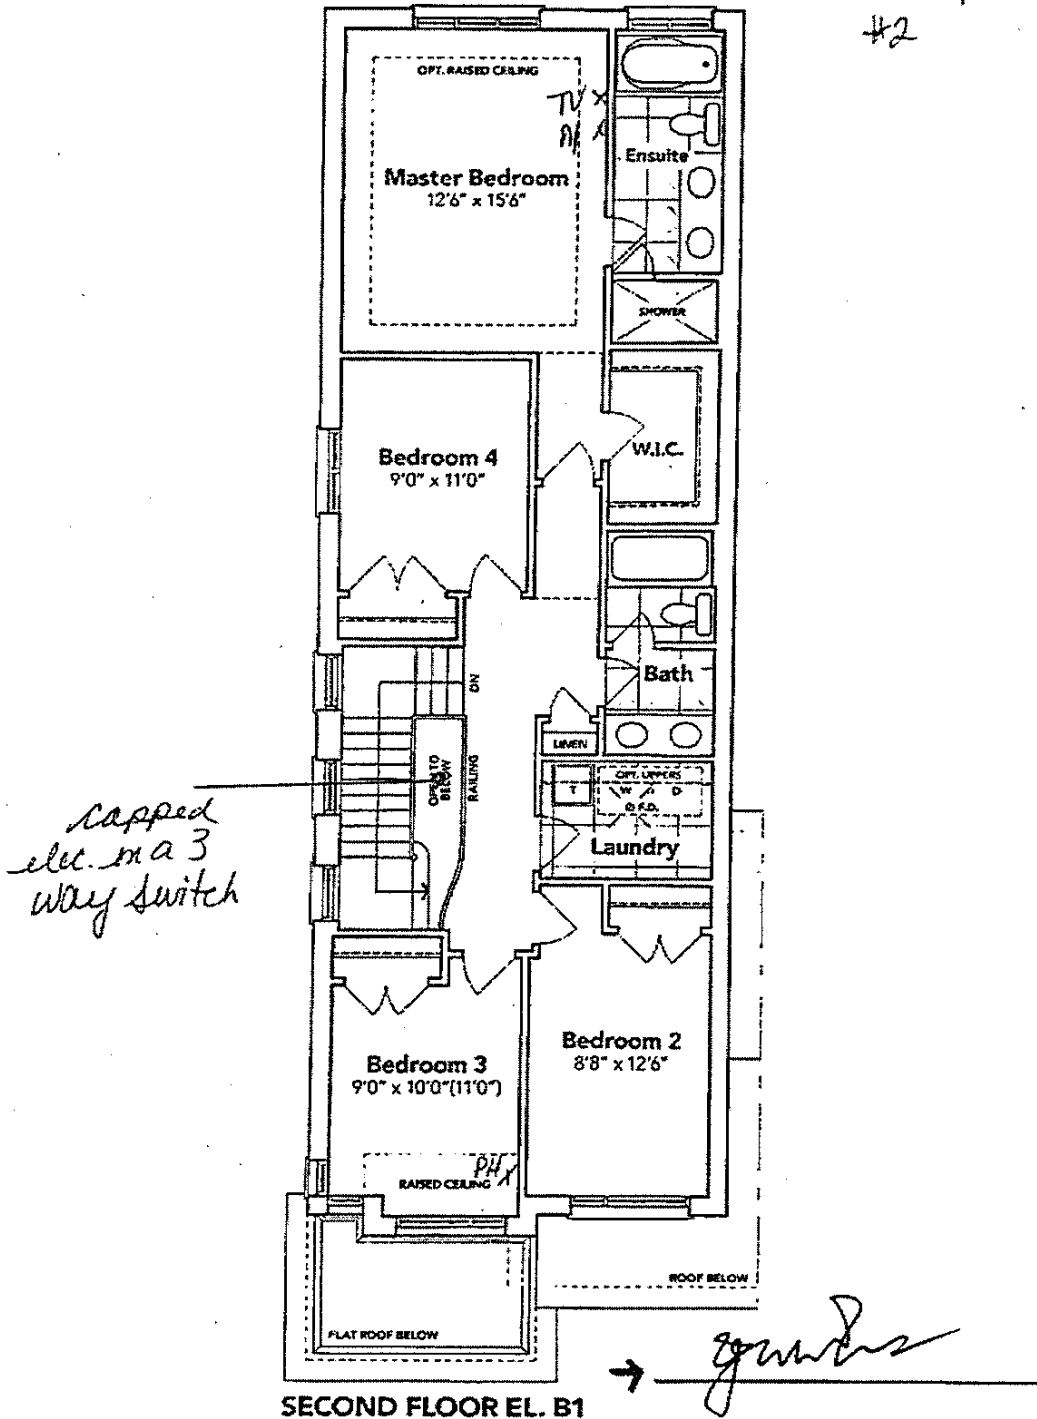 #2
OPT. RAISED CEILING
TV X
Master Bedroom
12'6" x 15'6"
Ensuite
SHOWER
Bedroom 4
9'0" x 11'0"
W.I.C.
DN
Bath
LINEN
OPEN TO
BELOW
RAILING
OPT. UPPERS
T
W
D
F.D.
Laundry
capped
elec. on a 3
way switch
Bedroom 3
9'0" x 10'0"(11'0")
Bedroom 2
8'8" x 12'6"
PH X
RAISED CEILING
ROOF BELOW
FLAT ROOF BELOW
SECOND FLOOR EL. B1